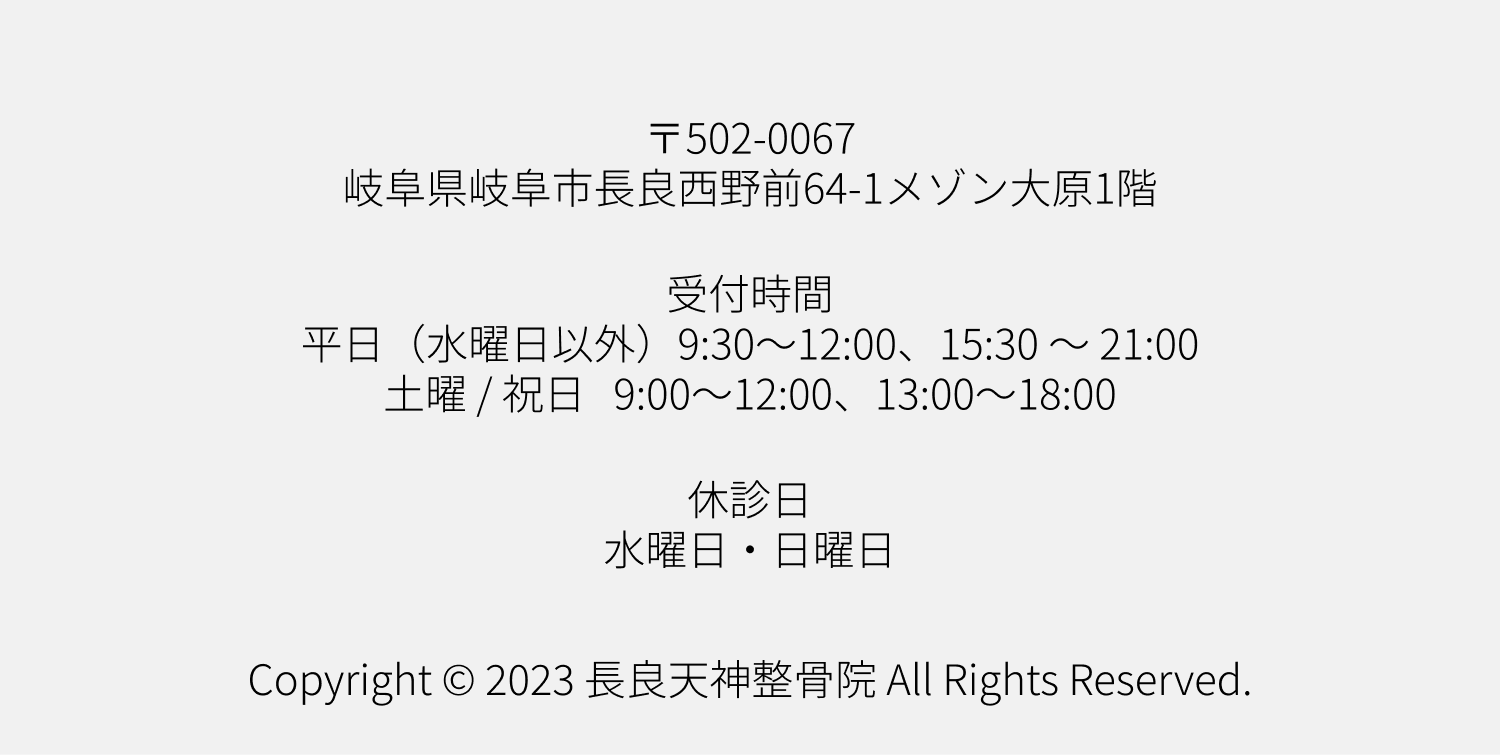 〒502-0067
岐阜県岐阜市長良西野前64-1メゾン大原1階
受付時間
平日（水曜日以外）9:30〜12:00、15:30 〜 21:00
土曜 / 祝日   9:00〜12:00、13:00〜18:00
休診日
水曜日・日曜日
Copyright © 2023 長良天神整骨院 All Rights Reserved.